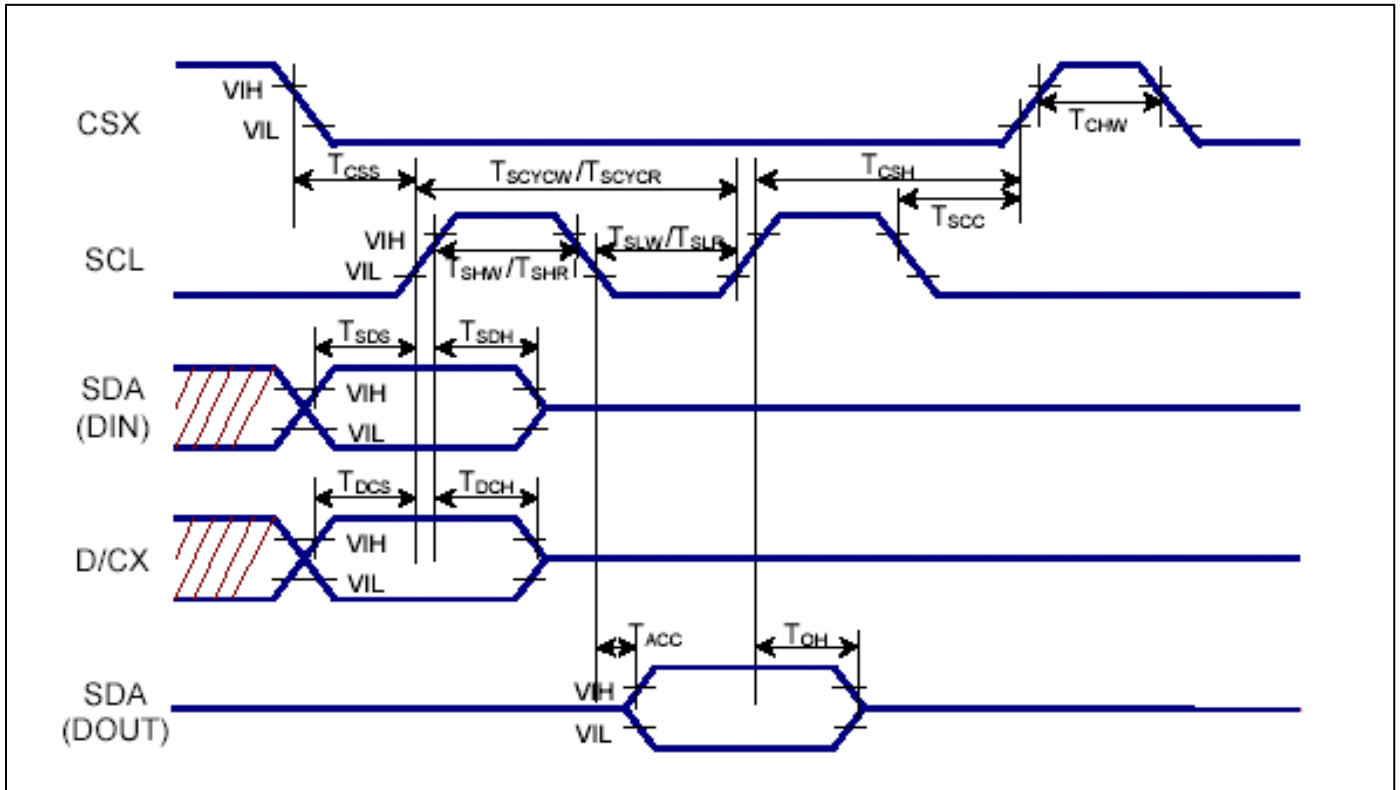 VIH
CSX
VIL
TCHW
TCSS
TSCYCW/TSCYCR
TCSH
TSCC
VIH
TSLW/TSLR
SCL
VIL
TSHW/TSHR
TSDS
TSDH
SDA
(DIN)
VIH
VIL
TDCS
TDCH
D/CX
VIH
VIL
TACC
TOH
SDA
(DOUT)
VIH
VIL